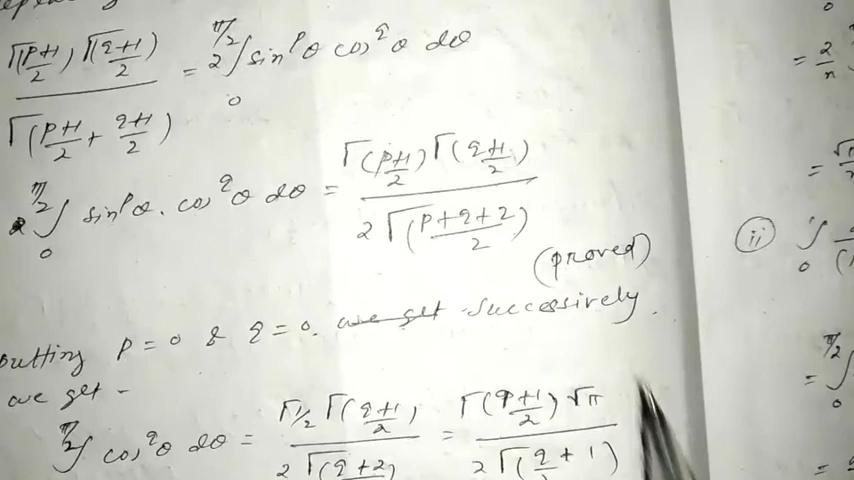 Γ(p+1/2) Γ(q+1/2) / Γ(p+1/2 + q+1/2) = 2 ∫₀^{π/2} sin^p θ cos^q θ dθ
∫₀^{π/2} sin^p θ . cos^q θ dθ = Γ(p+1/2) Γ(q+1/2) / 2 Γ(p+q+2/2)
(proved)
putting p = 0 & q = 0. we get successively.
we get -
∫₀^{π/2} cos^q θ dθ = Γ1/2 Γ(q+1/2) / 2 Γ(q+2) = Γ(q+1/2) √π / 2 Γ(q/2 + 1)
= 2/n
(ii) ∫₀
= ∫₀^{π/2}